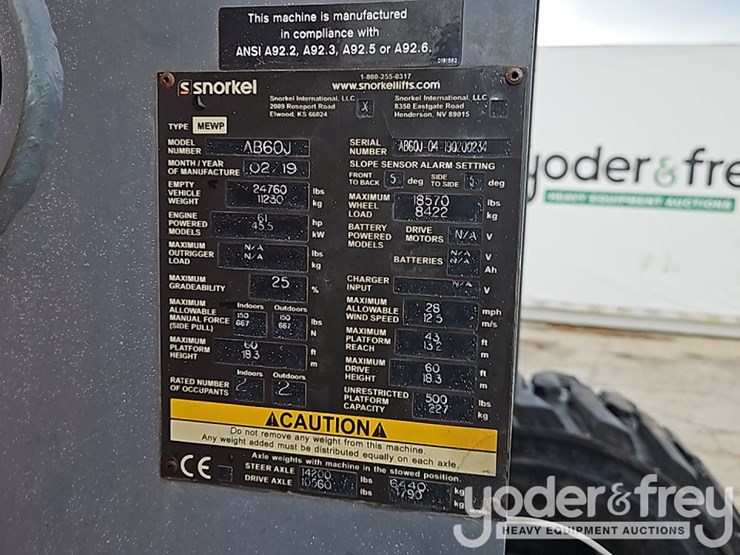 This machine is manufactured
in compliance with
ANSI A92.2, A92.3, A92.5 or A92.6.
snorkel
1-800-255-0317
www.snorkellifts.com
Snorkel International, LLC
2009 Roseport Road
Elwood, KS 66024
X
Snorkel International, LLC
8350 Eastgate Road
Henderson, NV 89015
TYPE MEWP
MODEL NUMBER AB60J
SERIAL NUMBER AB60J-04-190200234
MONTH / YEAR OF MANUFACTURE 02/19
SLOPE SENSOR ALARM SETTING
FRONT TO BACK 5 deg SIDE TO SIDE 5 deg
EMPTY VEHICLE WEIGHT 24760 lbs 11230 kg
MAXIMUM WHEEL LOAD 18570 lbs 8422 kg
ENGINE POWERED MODELS 61 hp 45.5 kW
BATTERY POWERED MODELS DRIVE MOTORS N/A V
BATTERIES N/A V N/A Ah
MAXIMUM OUTRIGGER LOAD N/A lbs N/A kg
CHARGER INPUT N/A V
MAXIMUM GRADEABILITY 25 %
MAXIMUM ALLOWABLE WIND SPEED 28 mph 12.5 m/s
Indoors Outdoors
MAXIMUM ALLOWABLE MANUAL FORCE (SIDE PULL) 150 667 150 667 lbs N
MAXIMUM PLATFORM REACH 43 ft 13.2 m
MAXIMUM PLATFORM HEIGHT 60 ft 18.3 m
MAXIMUM DRIVE HEIGHT 60 ft 18.3 m
Indoors Outdoors
RATED NUMBER OF OCCUPANTS 2 2
UNRESTRICTED PLATFORM CAPACITY 500 lbs 227 kg
CAUTION
Do not remove any weight from this machine.
Any weight added must be distributed equally on each axle.
Axle weights with machine in the stowed position.
CE
STEER AXLE 14200 lbs 6440 kg
DRIVE AXLE 10560 lbs 4790 kg
yoder&frey
HEAVY EQUIPMENT AUCTIONS
yoder&frey
HEAVY EQUIPMENT AUCTIONS